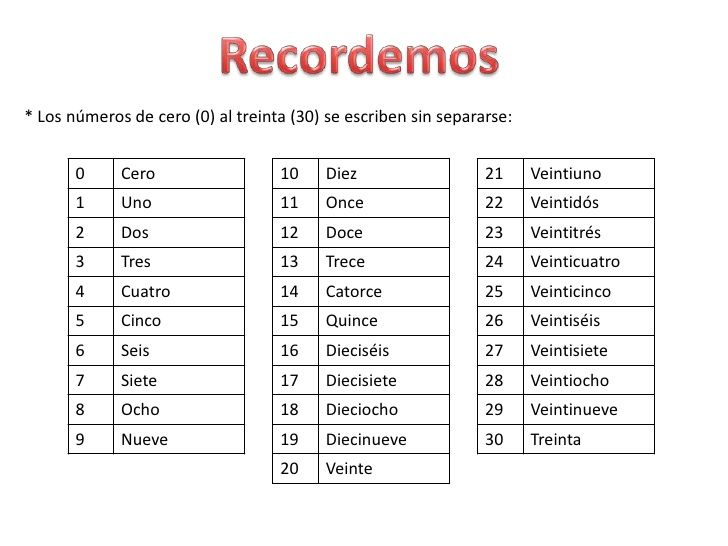 Recordemos
* Los números de cero (0) al treinta (30) se escriben sin separarse:
0 Cero
1 Uno
2 Dos
3 Tres
4 Cuatro
5 Cinco
6 Seis
7 Siete
8 Ocho
9 Nueve
10 Diez
11 Once
12 Doce
13 Trece
14 Catorce
15 Quince
16 Dieciséis
17 Diecisiete
18 Dieciocho
19 Diecinueve
20 Veinte
21 Veintiuno
22 Veintidós
23 Veintitrés
24 Veinticuatro
25 Veinticinco
26 Veintiséis
27 Veintisiete
28 Veintiocho
29 Veintinueve
30 Treinta